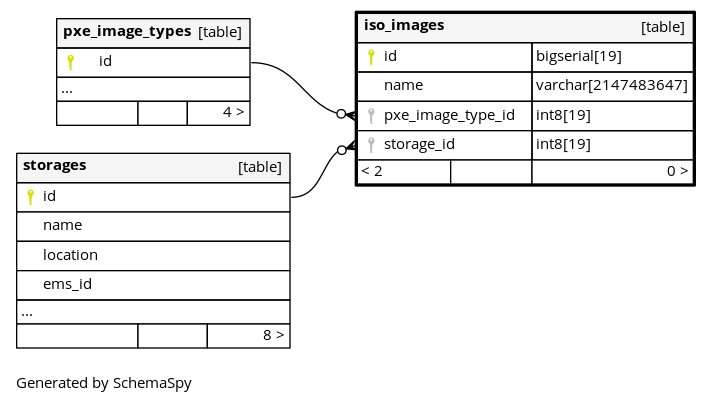 pxe_image_types [table]
id
...
4 >
iso_images [table]
id bigserial[19]
name varchar[2147483647]
pxe_image_type_id int8[19]
storage_id int8[19]
< 2 0 >
storages [table]
id
name
location
ems_id
...
8 >
Generated by SchemaSpy